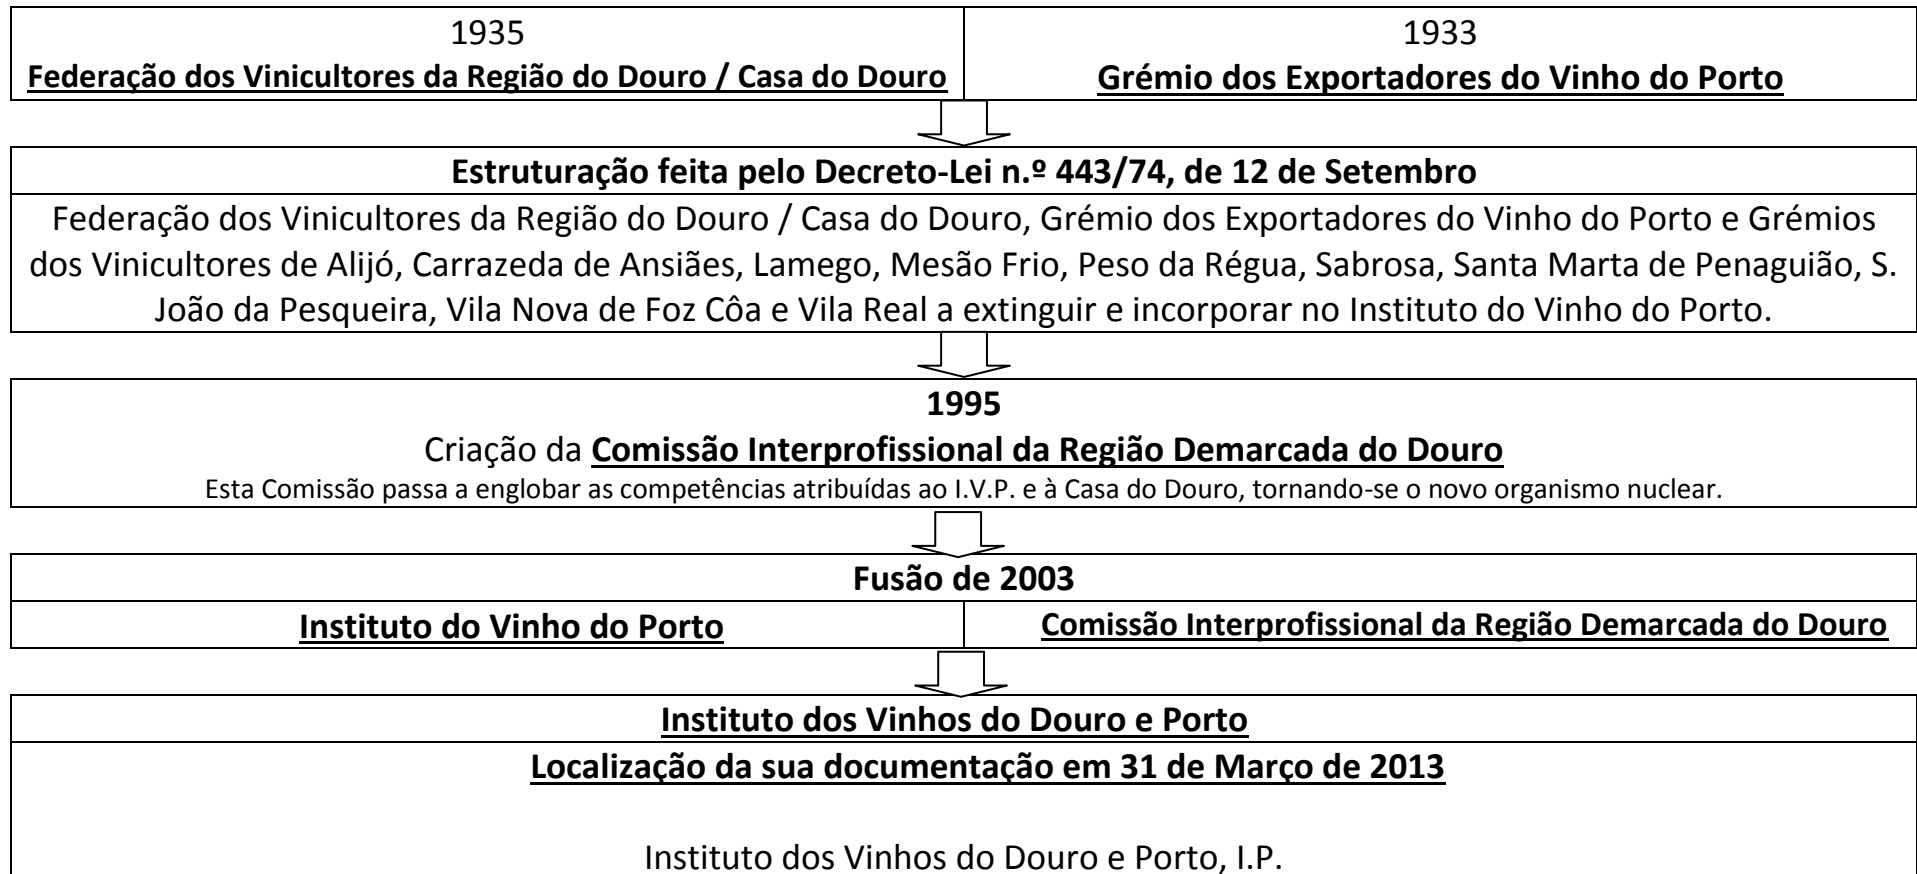 1935
Federação dos Vinicultores da Região do Douro / Casa do Douro
1933
Grémio dos Exportadores do Vinho do Porto
Estruturação feita pelo Decreto-Lei n.º 443/74, de 12 de Setembro
Federação dos Vinicultores da Região do Douro / Casa do Douro, Grémio dos Exportadores do Vinho do Porto e Grémios
dos Vinicultores de Alijó, Carrazeda de Ansiães, Lamego, Mesão Frio, Peso da Régua, Sabrosa, Santa Marta de Penaguião, S.
João da Pesqueira, Vila Nova de Foz Côa e Vila Real a extinguir e incorporar no Instituto do Vinho do Porto.
1995
Criação da Comissão Interprofissional da Região Demarcada do Douro
Esta Comissão passa a englobar as competências atribuídas ao I.V.P. e à Casa do Douro, tornando-se o novo organismo nuclear.
Fusão de 2003
Instituto do Vinho do Porto
Comissão Interprofissional da Região Demarcada do Douro
Instituto dos Vinhos do Douro e Porto
Localização da sua documentação em 31 de Março de 2013
Instituto dos Vinhos do Douro e Porto, I.P.